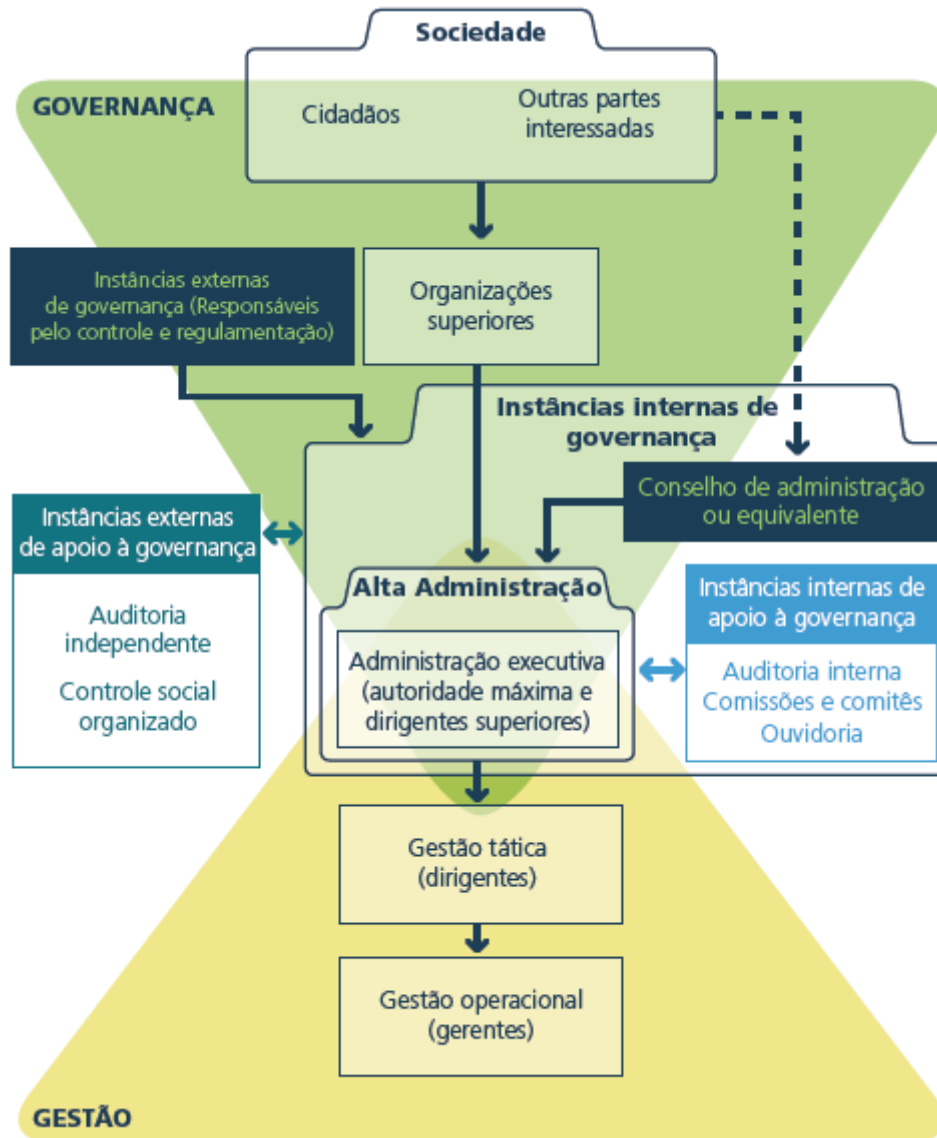 Sociedade
GOVERNANÇA
Cidadãos
Outras partes
interessadas
Instâncias externas
de governança (Responsáveis
pelo controle e regulamentação)
Organizações
superiores
Instâncias internas de
governança
Conselho de administração
ou equivalente
Instâncias externas
de apoio à governança
Auditoria
independente
Controle social
organizado
Alta Administração
Administração executiva
(autoridade máxima e
dirigentes superiores)
Instâncias internas de
apoio à governança
Auditoria interna
Comissões e comitês
Ouvidoria
Gestão tática
(dirigentes)
Gestão operacional
(gerentes)
GESTÃO